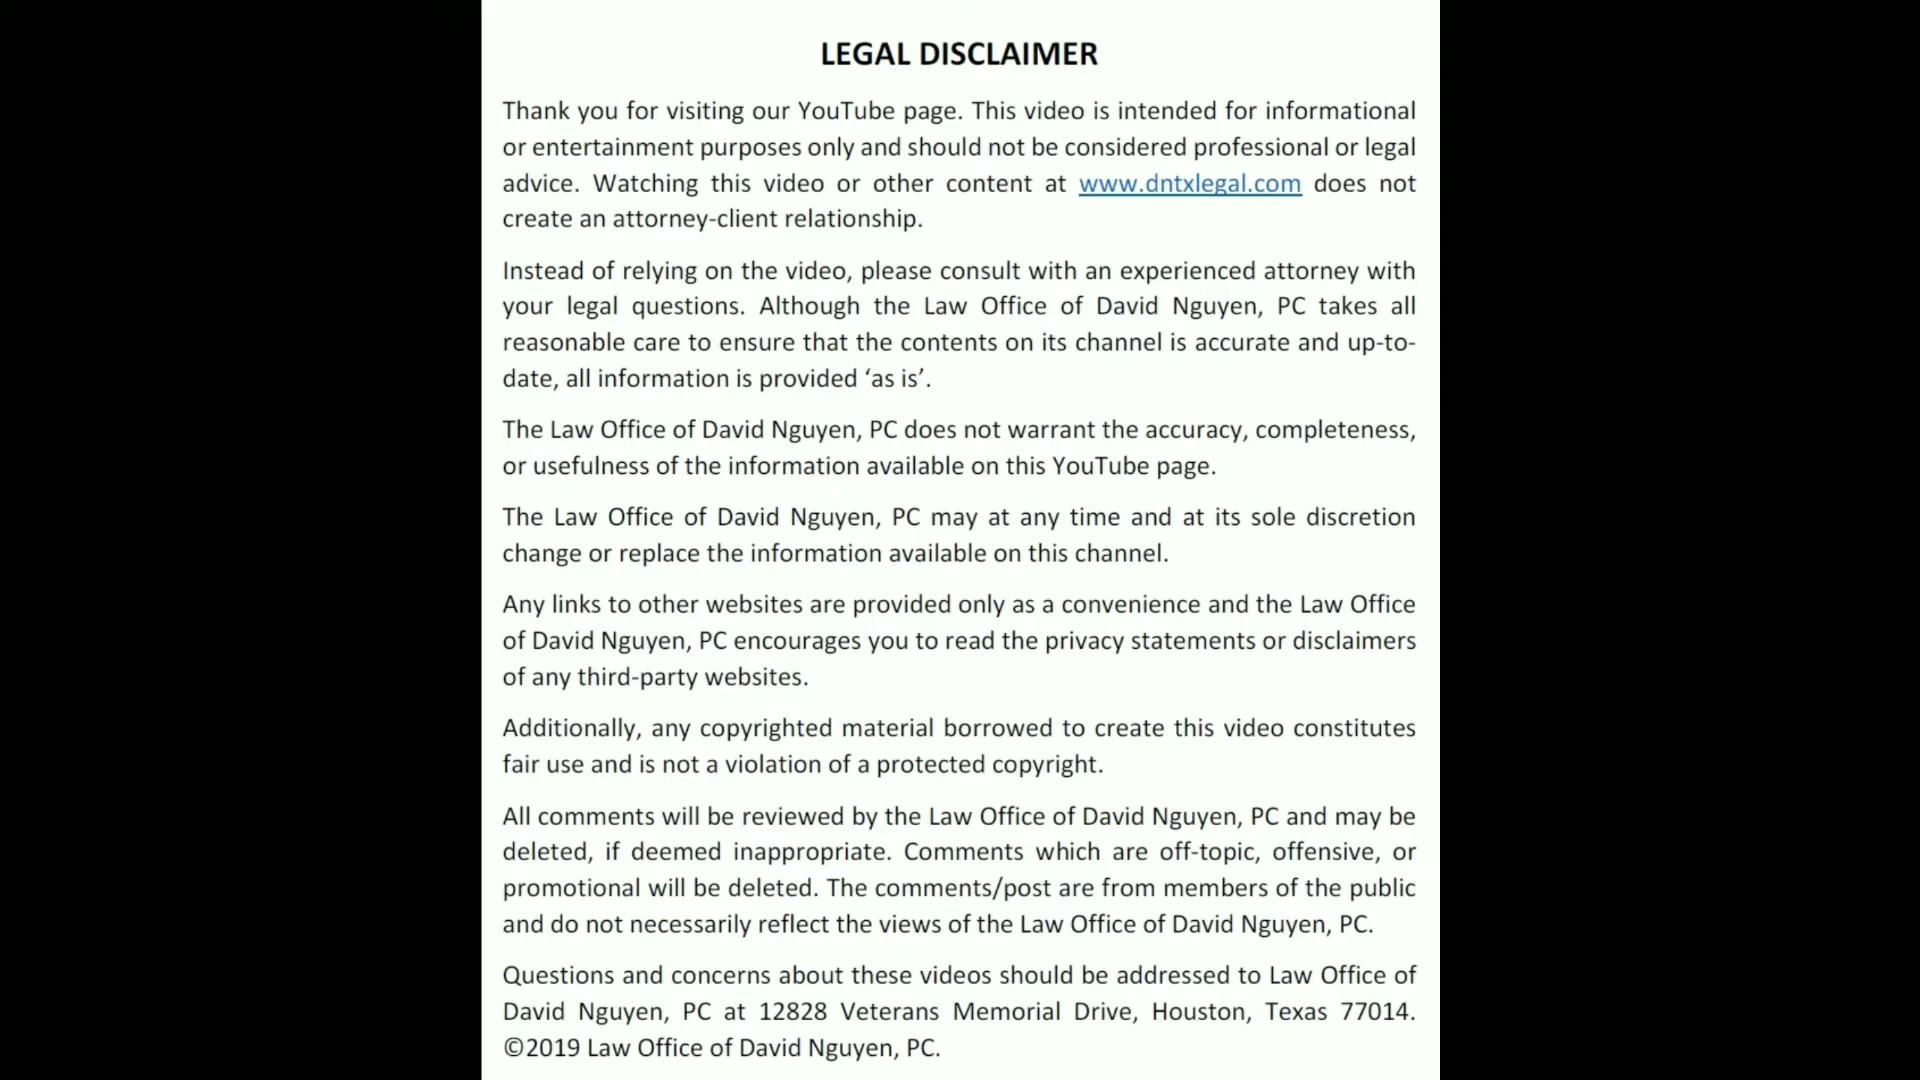 LEGAL DISCLAIMER
Thank you for visiting our YouTube page. This video is intended for informational
or entertainment purposes only and should not be considered professional or legal
advice. Watching this video or other content at www.dntxlegal.com does not
create an attorney-client relationship.
Instead of relying on the video, please consult with an experienced attorney with
your legal questions. Although the Law Office of David Nguyen, PC takes all
reasonable care to ensure that the contents on its channel is accurate and up-to-
date, all information is provided ‘as is’.
The Law Office of David Nguyen, PC does not warrant the accuracy, completeness,
or usefulness of the information available on this YouTube page.
The Law Office of David Nguyen, PC may at any time and at its sole discretion
change or replace the information available on this channel.
Any links to other websites are provided only as a convenience and the Law Office
of David Nguyen, PC encourages you to read the privacy statements or disclaimers
of any third-party websites.
Additionally, any copyrighted material borrowed to create this video constitutes
fair use and is not a violation of a protected copyright.
All comments will be reviewed by the Law Office of David Nguyen, PC and may be
deleted, if deemed inappropriate. Comments which are off-topic, offensive, or
promotional will be deleted. The comments/post are from members of the public
and do not necessarily reflect the views of the Law Office of David Nguyen, PC.
Questions and concerns about these videos should be addressed to Law Office of
David Nguyen, PC at 12828 Veterans Memorial Drive, Houston, Texas 77014.
©2019 Law Office of David Nguyen, PC.